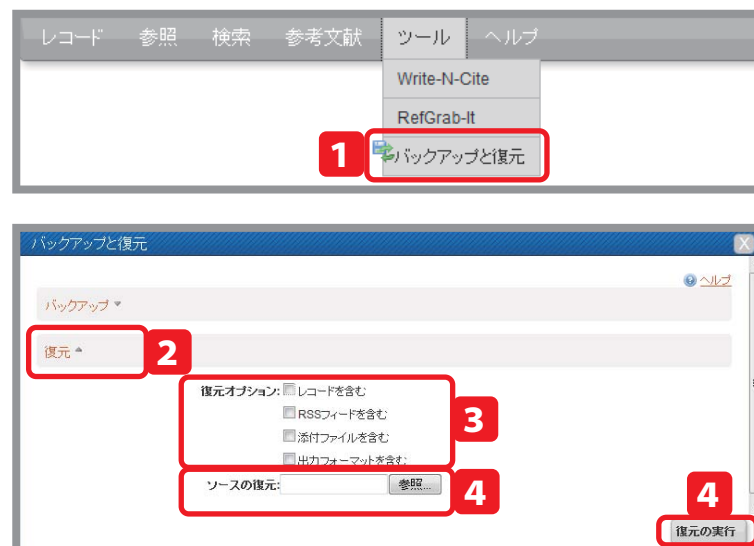 レコード 参照 検索 参考文献 ツール ヘルプ
Write-N-Cite
RefGrab-It
1 バックアップと復元
バックアップと復元 X
ヘルプ
バックアップ
復元 2
復元オプション: レコードを含む
RSSフィードを含む
3
添付ファイルを含む
出力フォーマットを含む
ソースの復元: 参照... 4
4
復元の実行